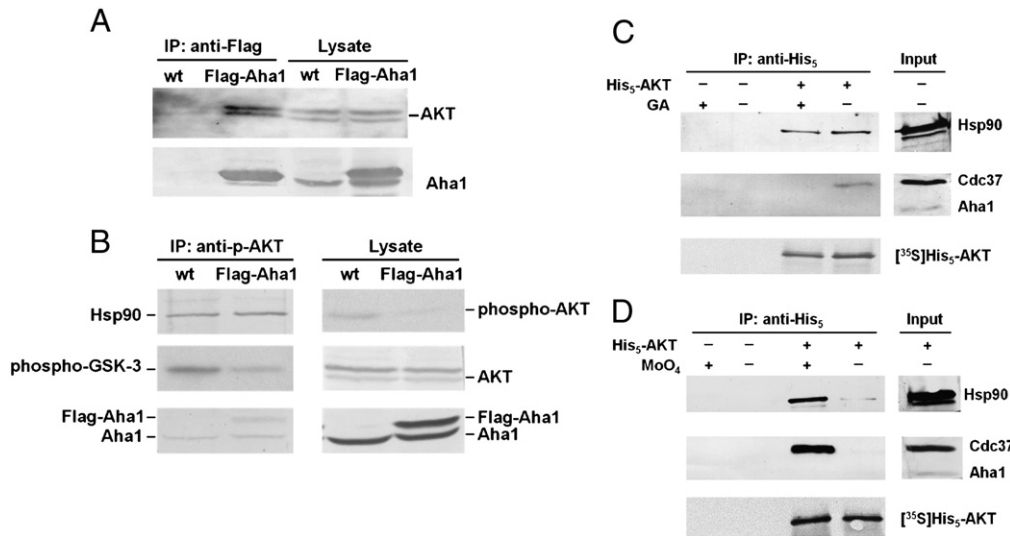 A
IP: anti-Flag Lysate
wt Flag-Aha1 wt Flag-Aha1
AKT
Aha1
B
IP: anti-p-AKT Lysate
wt Flag-Aha1 wt Flag-Aha1
Hsp90 phospho-AKT
phospho-GSK-3 AKT
Flag-Aha1 Flag-Aha1
Aha1 Aha1
C
IP: anti-His₅ Input
His₅-AKT – – + + –
GA + – + – –
Hsp90
Cdc37
Aha1
[³⁵S]His₅-AKT
D
IP: anti-His₅ Input
His₅-AKT – – + + +
MoO₄ + – + – –
Hsp90
Cdc37
Aha1
[³⁵S]His₅-AKT